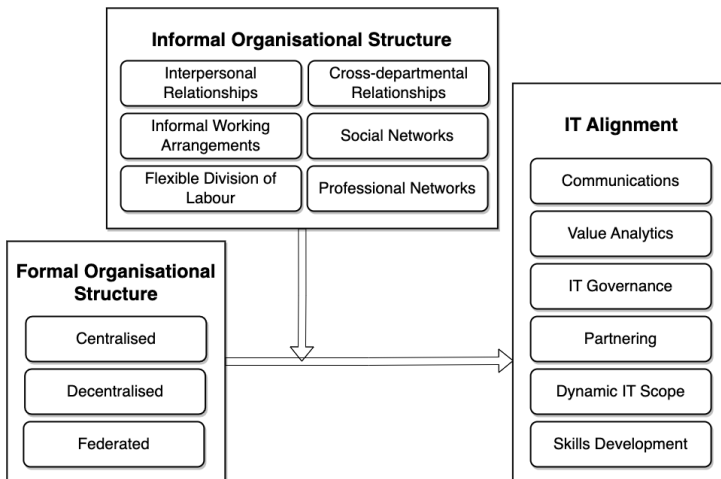 Informal Organisational Structure
Interpersonal
Relationships
Cross-departmental
Relationships
Informal Working
Arrangements
Social Networks
Flexible Division of
Labour
Professional Networks
Formal Organisational
Structure
Centralised
Decentralised
Federated
IT Alignment
Communications
Value Analytics
IT Governance
Partnering
Dynamic IT Scope
Skills Development